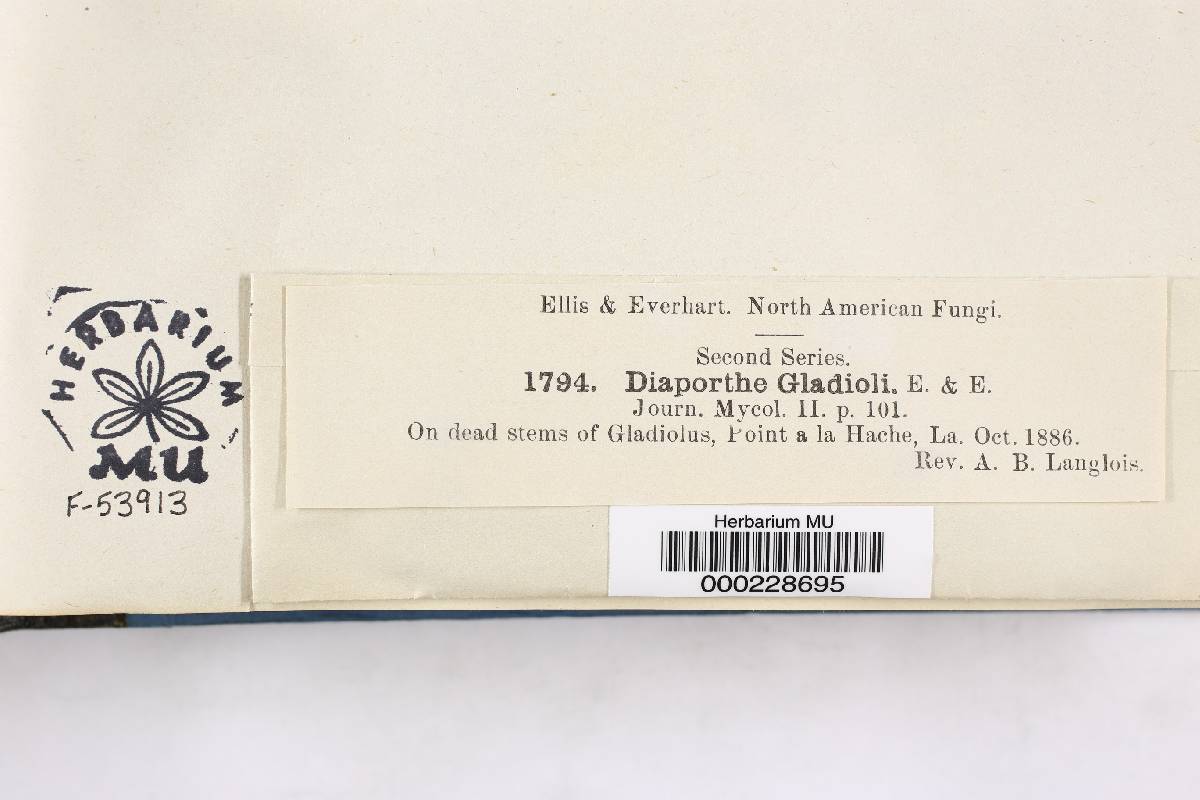 Ellis & Everhart. North American Fungi.
Second Series.
1794. Diaporthe Gladioli. E. & E.
Journ. Mycol. II. p. 101.
On dead stems of Gladiolus, Point a la Hache, La. Oct. 1886.
Rev. A. B. Langlois.
HERBARIUM
MU
F-53913
Herbarium MU
000228695